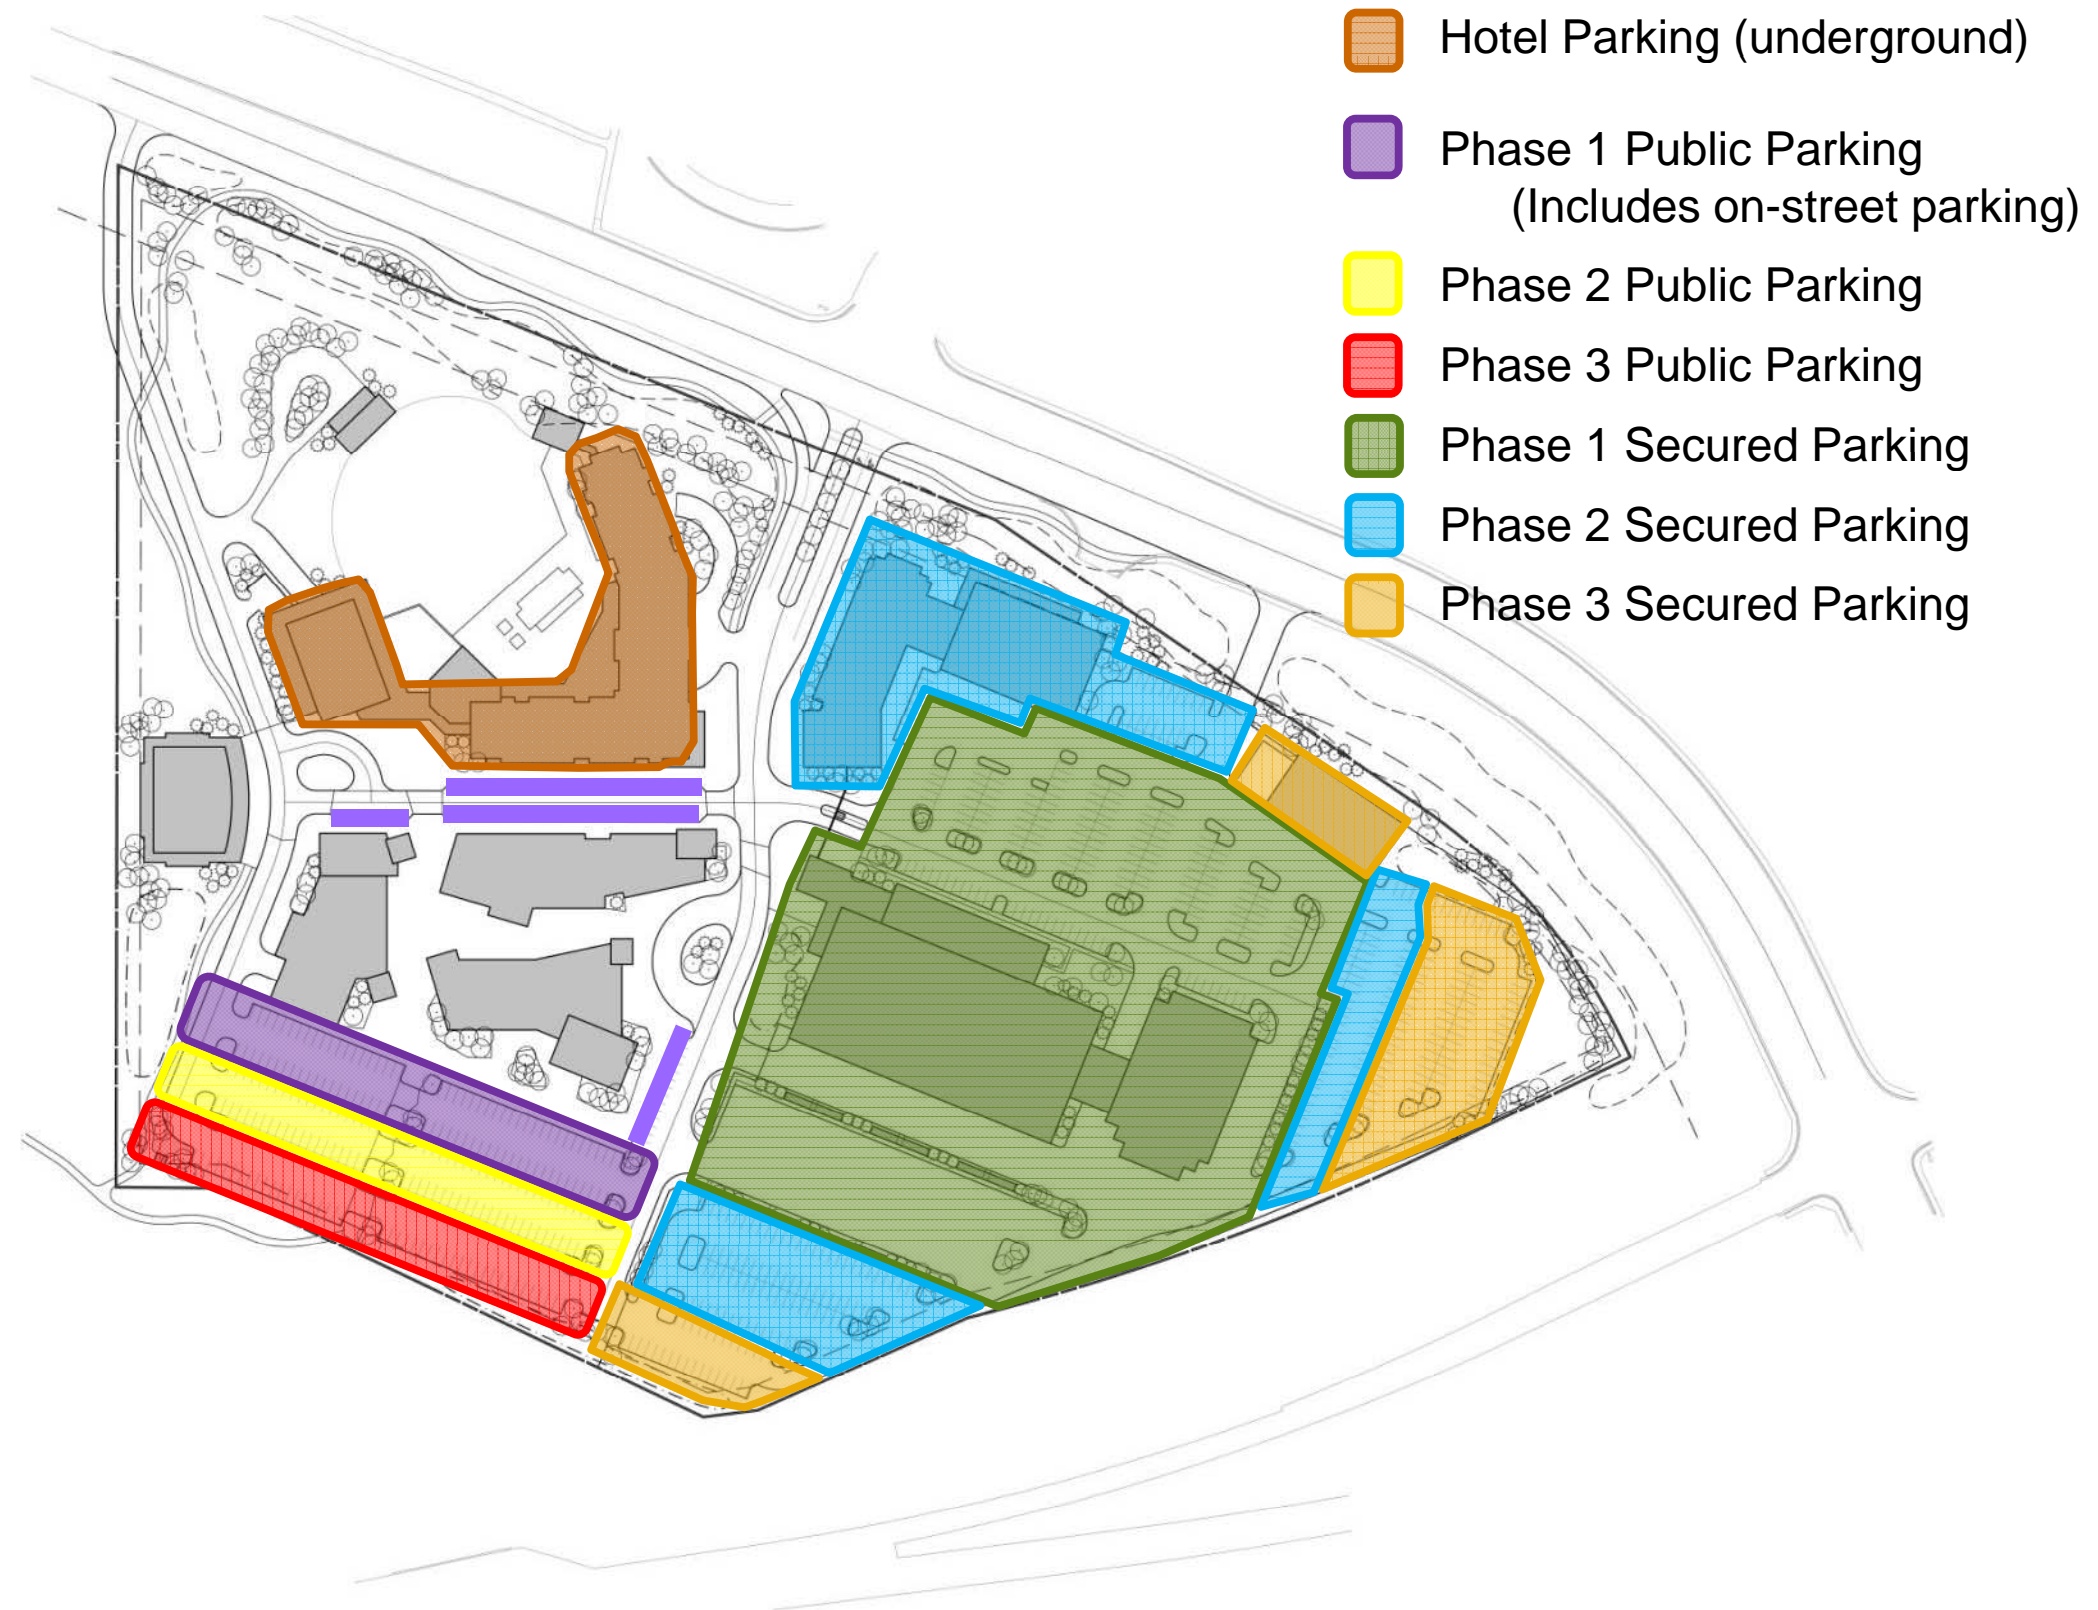 Hotel Parking (underground)
Phase 1 Public Parking
(Includes on-street parking)
Phase 2 Public Parking
Phase 3 Public Parking
Phase 1 Secured Parking
Phase 2 Secured Parking
Phase 3 Secured Parking